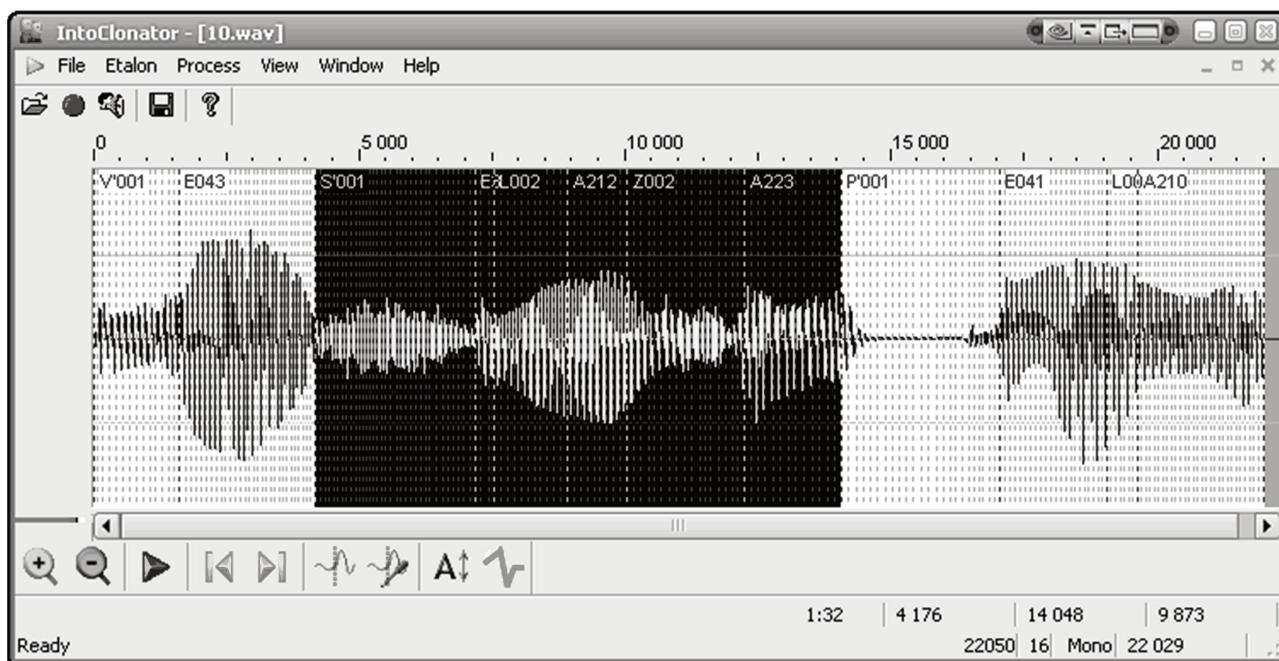 IntoClonator - [10.wav]
File Etalon Process View Window Help
0 5 000 10 000 15 000 20 000
V'001 E043 S'001 L002 A212 Z002 A223 P'001 E041 A210
A
1:32 4 176 14 048 9 873
Ready 22050 16 Mono 22 029